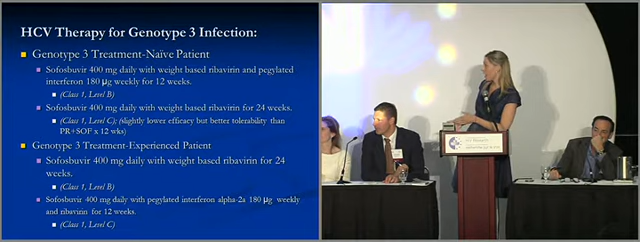 HCV Therapy for Genotype 3 Infection:
Genotype 3 Treatment-Naïve Patient
Sofosbuvir 400 mg daily with weight based ribavirin and pegylated
interferon 180 µg weekly for 12 weeks.
(Class 1, Level B)
Sofosbuvir 400 mg daily with weight based ribavirin for 24 weeks.
(Class 1, Level C); (slightly lower efficacy but better tolerability than
PR+SOF x 12 wks)
Genotype 3 Treatment-Experienced Patient
Sofosbuvir 400 mg daily with weight based ribavirin for 24
weeks.
(Class 1, Level B)
Sofosbuvir 400 mg daily with pegylated interferon alpha-2a 180 µg weekly
and ribavirin for 12 weeks.
(Class 1, Level C)